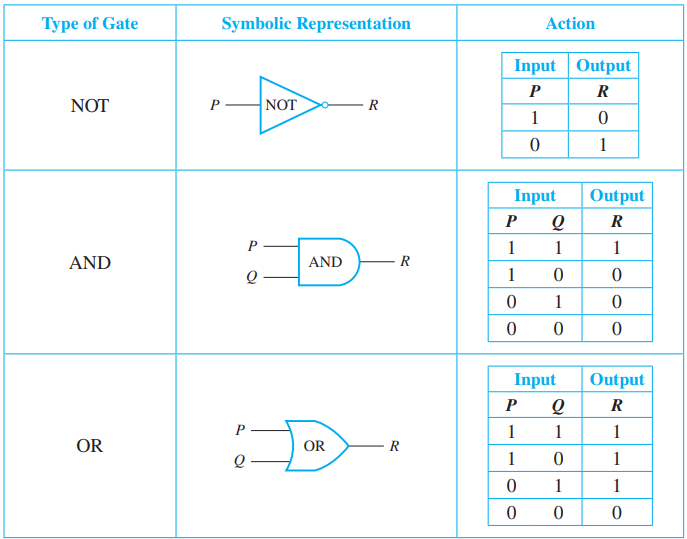 Type of Gate Symbolic Representation Action
NOT
P NOT R
Input Output
P R
1 0
0 1
AND
P
Q
AND R
Input Output
P Q R
1 1 1
1 0 0
0 1 0
0 0 0
OR
P
Q
OR R
Input Output
P Q R
1 1 1
1 0 1
0 1 1
0 0 0